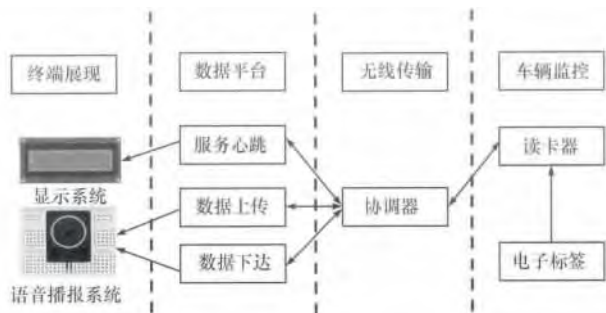 终端展现
数据平台
无线传输
车辆监控
服务心跳
读卡器
显示系统
数据上传
协调器
数据下达
电子标签
语音播报系统